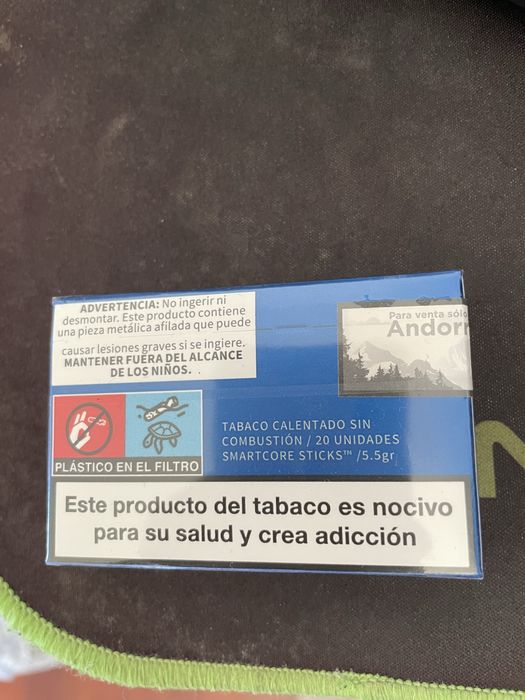 ADVERTENCIA: No ingerir ni
desmontar. Este producto contiene
una pieza metálica afilada que puede
causar lesiones graves si se ingiere.
MANTENER FUERA DEL ALCANCE
DE LOS NIÑOS.
Para venta sólo
Andorr
PLÁSTICO EN EL FILTRO
TABACO CALENTADO SIN
COMBUSTIÓN / 20 UNIDADES
SMARTCORE STICKS™ /5.5gr
Este producto del tabaco es nocivo
para su salud y crea adicción